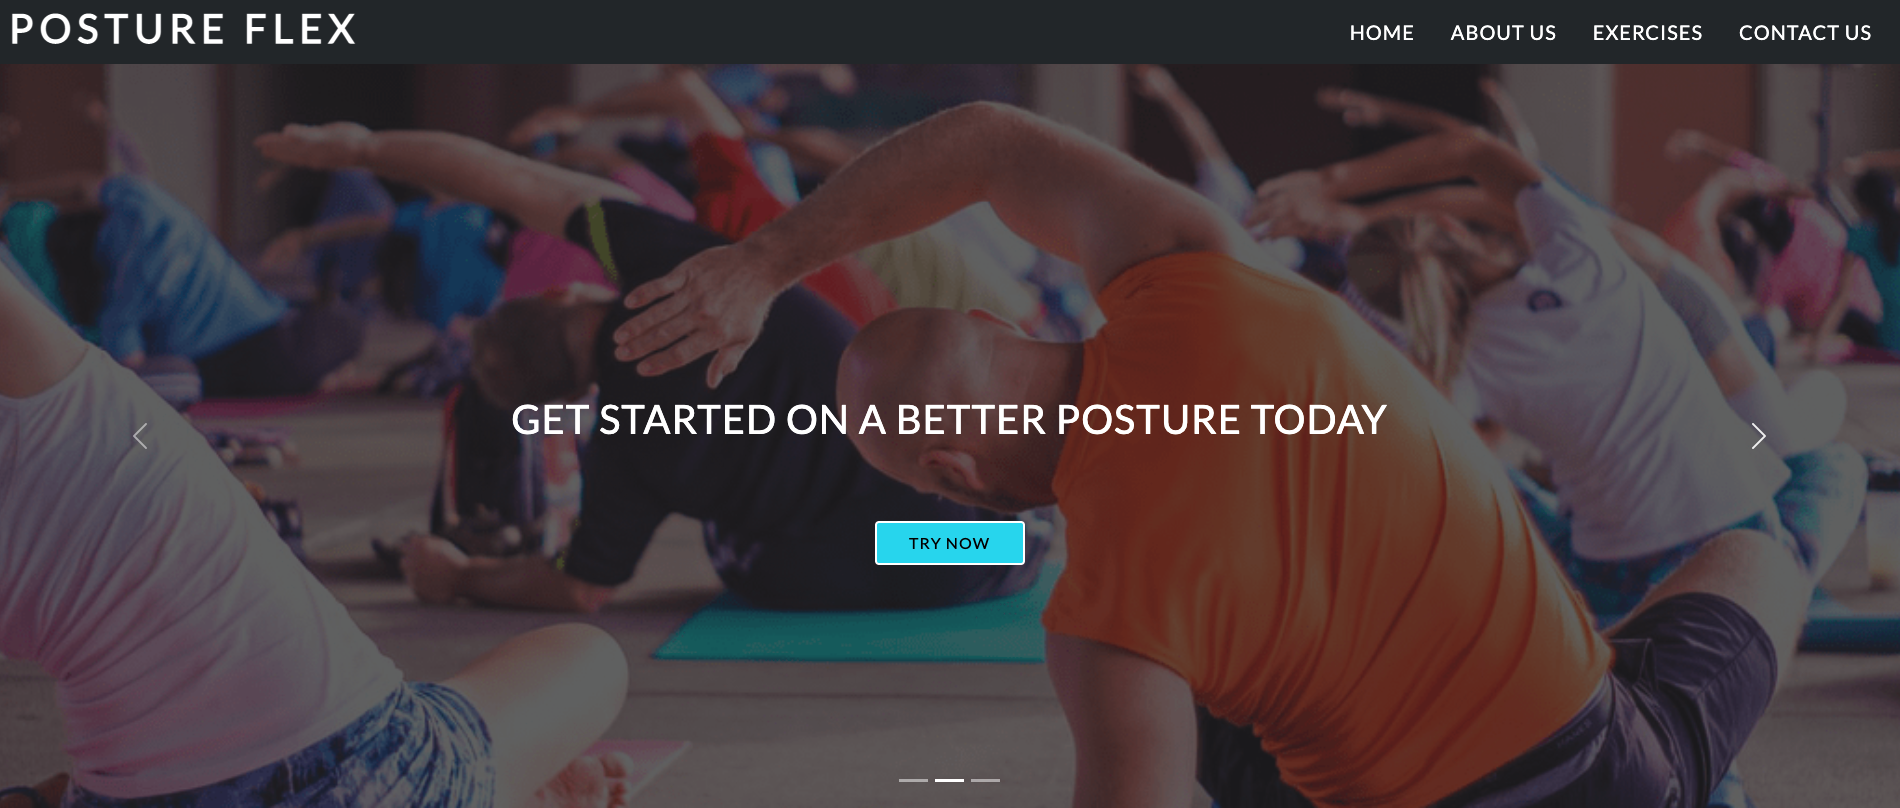 POSTURE FLEX
HOME ABOUT US EXERCISES CONTACT US
GET STARTED ON A BETTER POSTURE TODAY
TRY NOW